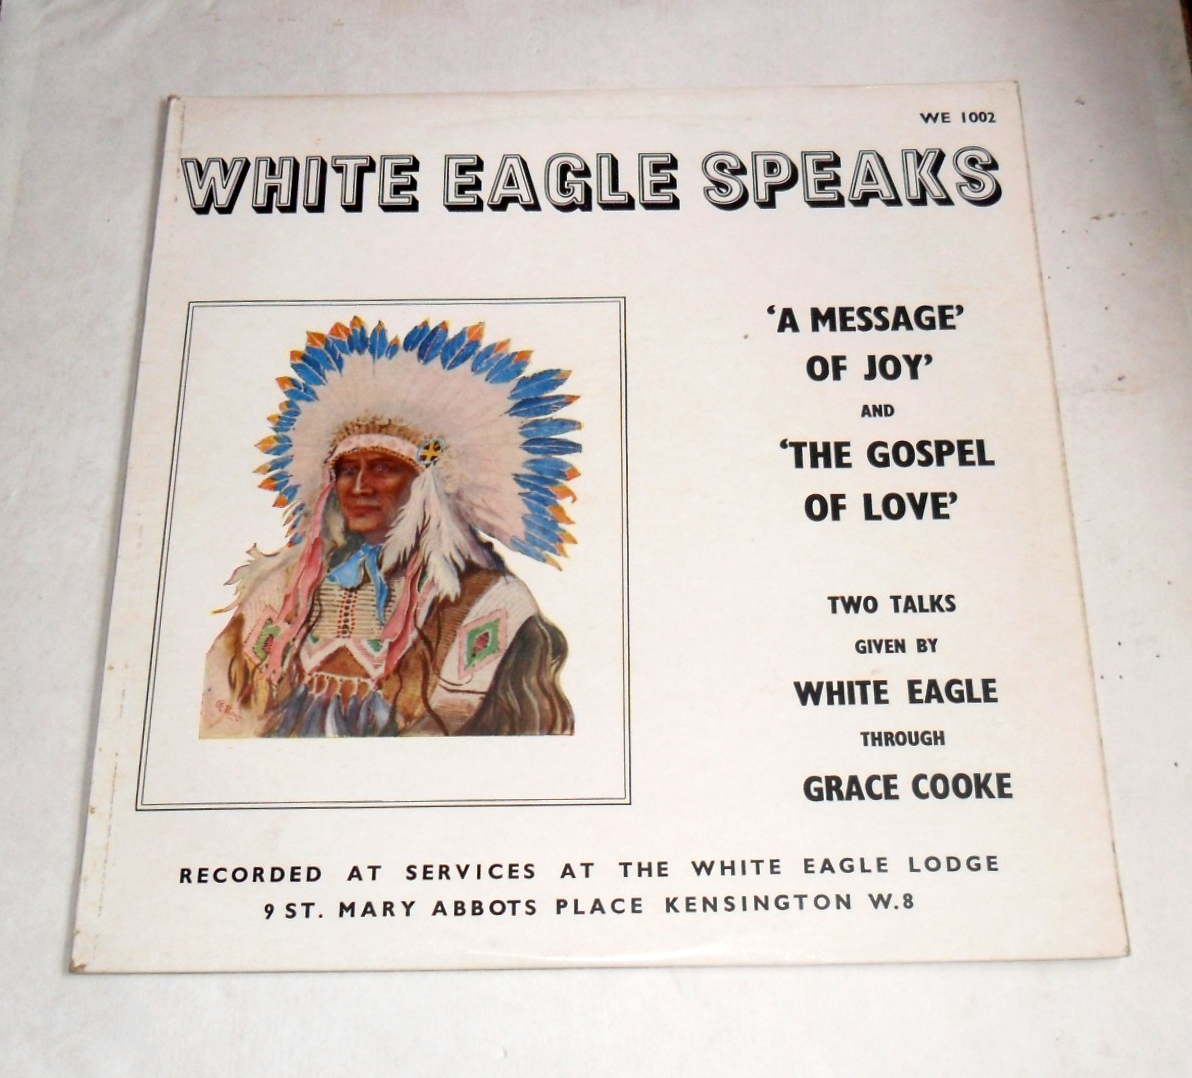 WE 1002
WHITE EAGLE SPEAKS
‘A MESSAGE’
OF JOY’
AND
‘THE GOSPEL
OF LOVE’
TWO TALKS
GIVEN BY
WHITE EAGLE
THROUGH
GRACE COOKE
RECORDED AT SERVICES AT THE WHITE EAGLE LODGE
9 ST. MARY ABBOTS PLACE KENSINGTON W.8